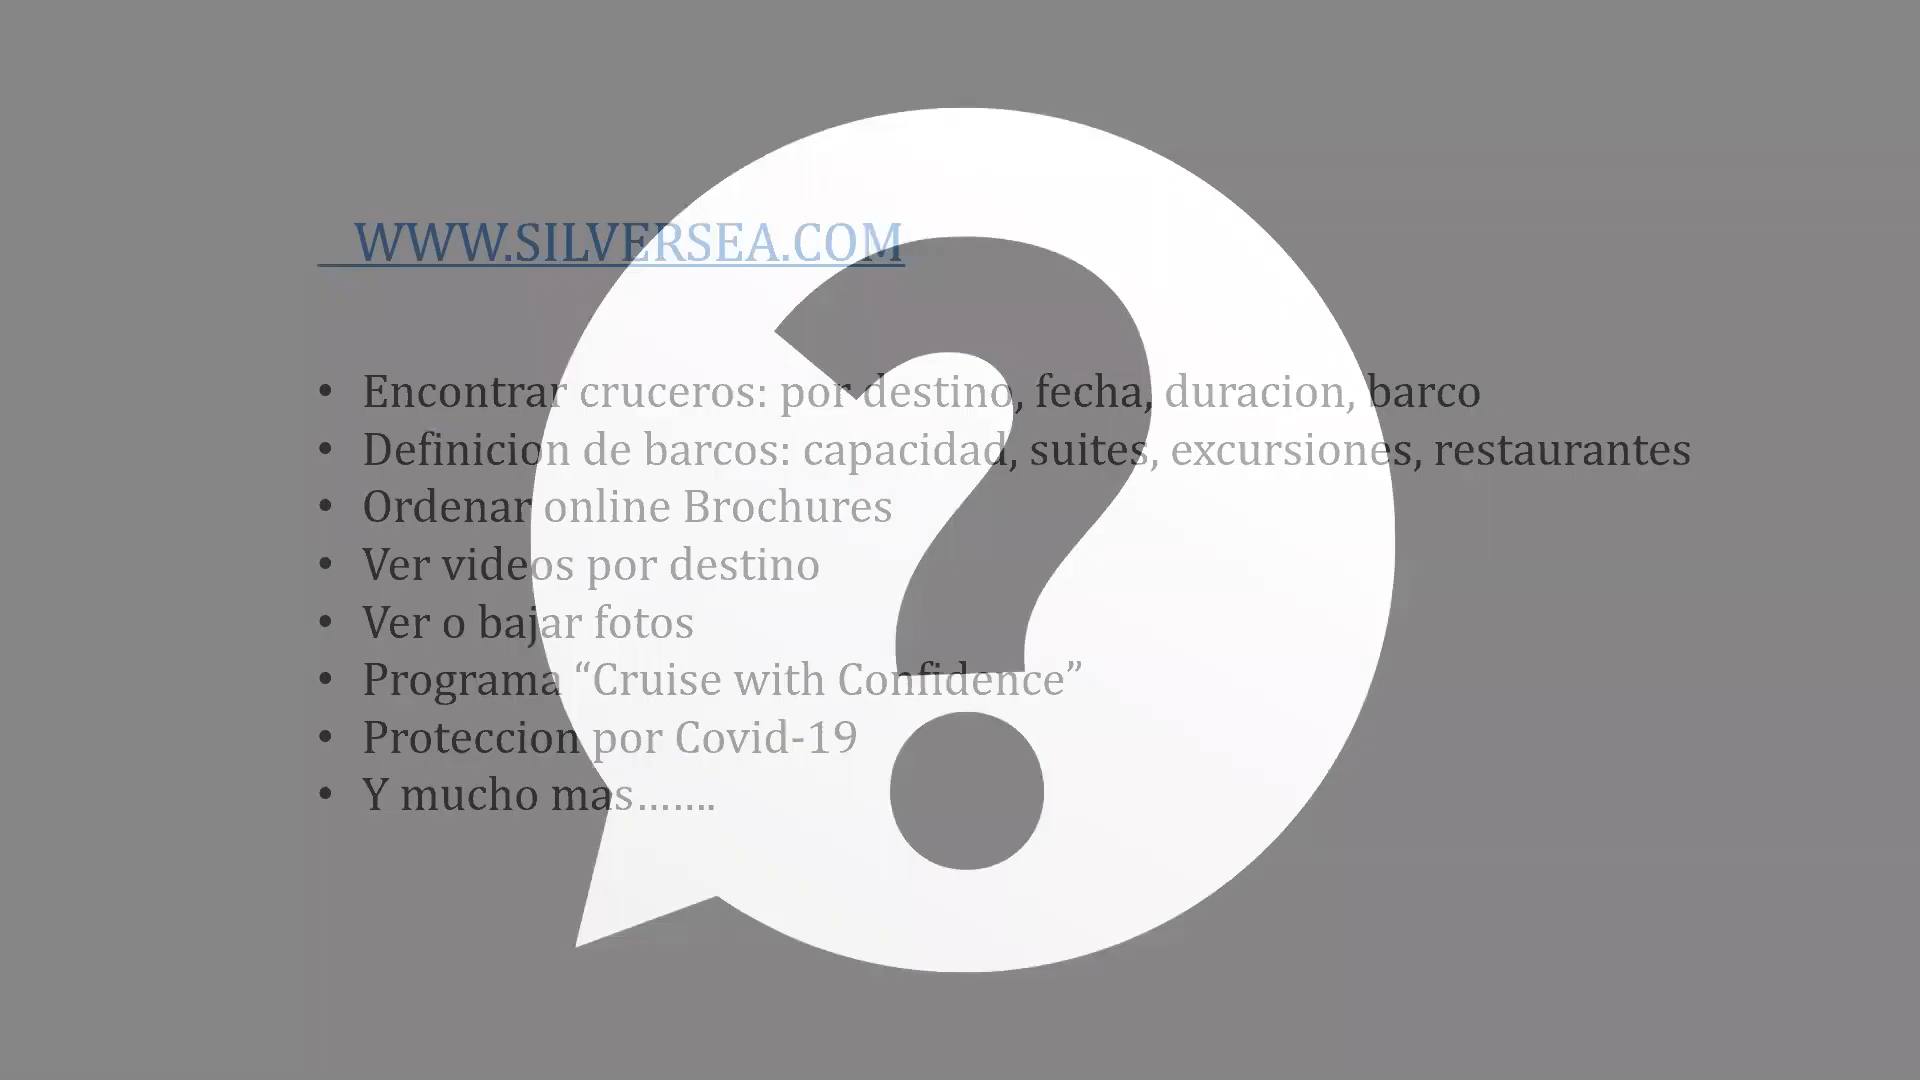 WWW.SILVERSEA.COM
• Encontrar cruceros: por destino, fecha, duracion, barco
• Definicion de barcos: capacidad, suites, excursiones, restaurantes
• Ordenar online Brochures
• Ver videos por destino
• Ver o bajar fotos
• Programa “Cruise with Confidence”
• Proteccion por Covid-19
• Y mucho mas…….
?